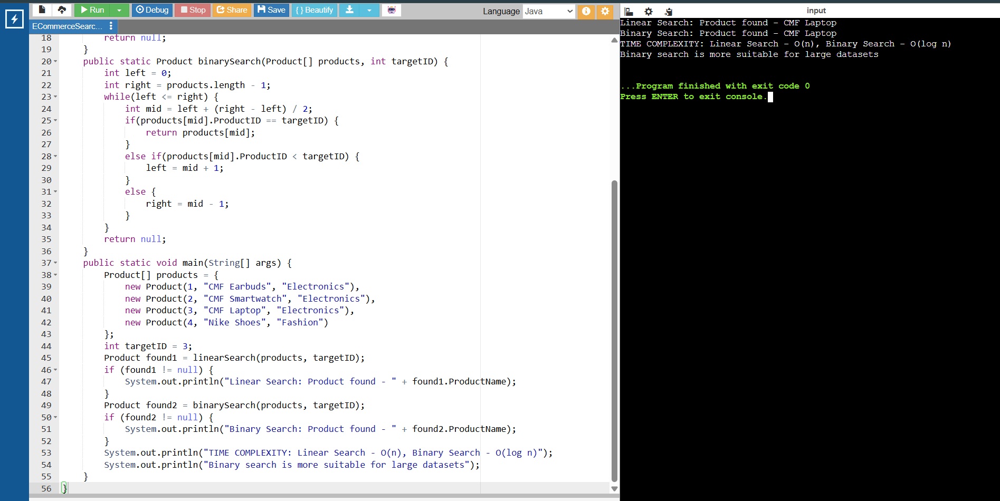 Run Debug Stop Share Save {} Beautify Language Java
ECommerceSearc...
18 return null;
19 }
20 public static Product binarySearch(Product[] products, int targetID) {
21 int left = 0;
22 int right = products.length - 1;
23 while(left <= right) {
24 int mid = left + (right - left) / 2;
25 if(products[mid].ProductID == targetID) {
26 return products[mid];
27 }
28 else if(products[mid].ProductID < targetID) {
29 left = mid + 1;
30 }
31 else {
32 right = mid - 1;
33 }
34 }
35 return null;
36 }
37 public static void main(String[] args) {
38 Product[] products = {
39 new Product(1, "CMF Earbuds", "Electronics"),
40 new Product(2, "CMF Smartwatch", "Electronics"),
41 new Product(3, "CMF Laptop", "Electronics"),
42 new Product(4, "Nike Shoes", "Fashion")
43 };
44 int targetID = 3;
45 Product found1 = linearSearch(products, targetID);
46 if (found1 != null) {
47 System.out.println("Linear Search: Product found - " + found1.ProductName);
48 }
49 Product found2 = binarySearch(products, targetID);
50 if (found2 != null) {
51 System.out.println("Binary Search: Product found - " + found2.ProductName);
52 }
53 System.out.println("TIME COMPLEXITY: Linear Search - O(n), Binary Search - O(log n)");
54 System.out.println("Binary search is more suitable for large datasets");
55 }
56 }
input
Linear Search: Product found - CMF Laptop
Binary Search: Product found - CMF Laptop
TIME COMPLEXITY: Linear Search - O(n), Binary Search - O(log n)
Binary search is more suitable for large datasets
...Program finished with exit code 0
Press ENTER to exit console.